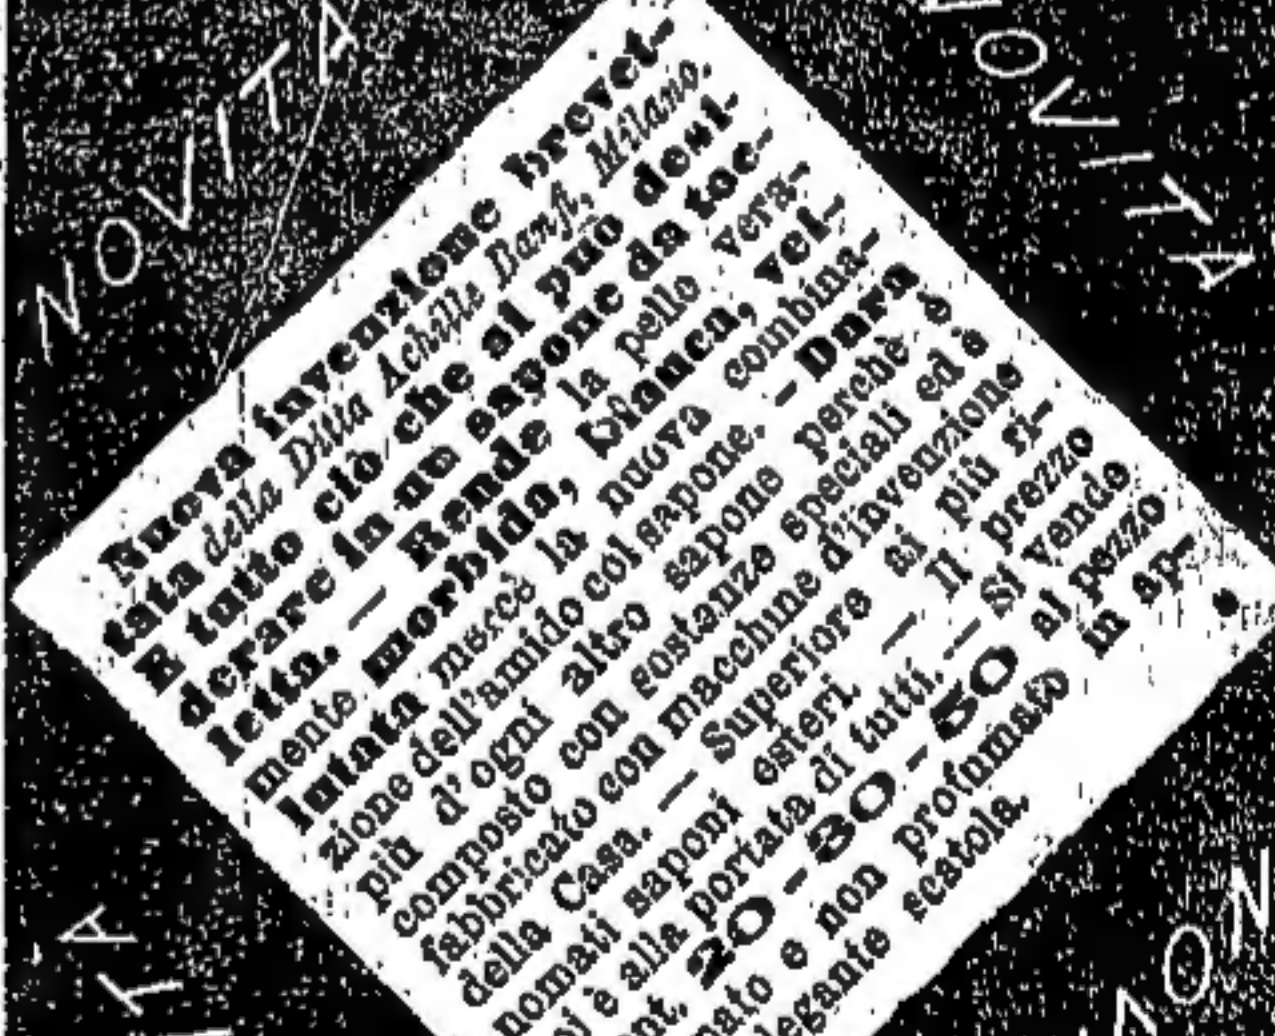 NOVITÀ
NOVITÀ
Nuova invenzione brevet-
tata della Ditta Achille Banfi, Milano.
È tutto ciò che si può desi-
derare in un sapone da toc-
letta. — Rende la pelle vera-
mente morbida, bianca, vel-
lutata mercè la nuova combina-
zione dell'amido col sapone. — Dura
più d'ogni altro sapone perchè è
composto con sostanze speciali ed è
fabbricato con macchine d'invenzione
della Casa. — Superiore ai più ri-
nomati saponi esteri. — Il prezzo
è alla portata di tutti. — Si vende
20-30-50 al pezzo
e non profumato in ap-
scatola.